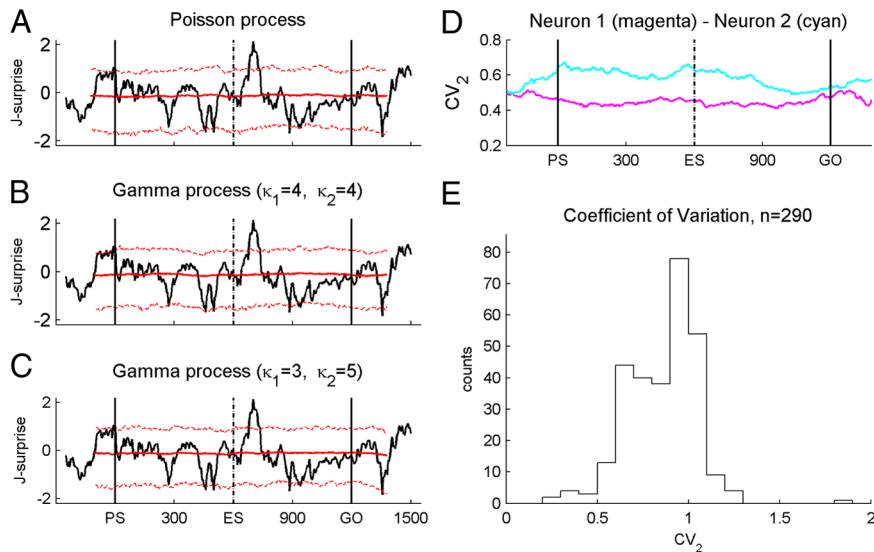 A
Poisson process
J-surprise
2
0
-2
B
Gamma process (κ1=4, κ2=4)
J-surprise
2
0
-2
C
Gamma process (κ1=3, κ2=5)
J-surprise
2
0
-2
PS 300 ES 900 GO 1500
D
Neuron 1 (magenta) - Neuron 2 (cyan)
CV2
0.8
0.6
0.4
0.2
PS 300 ES 900 GO
E
Coefficient of Variation, n=290
counts
80
70
60
50
40
30
20
10
0
0 0.5 1 1.5 2
CV2